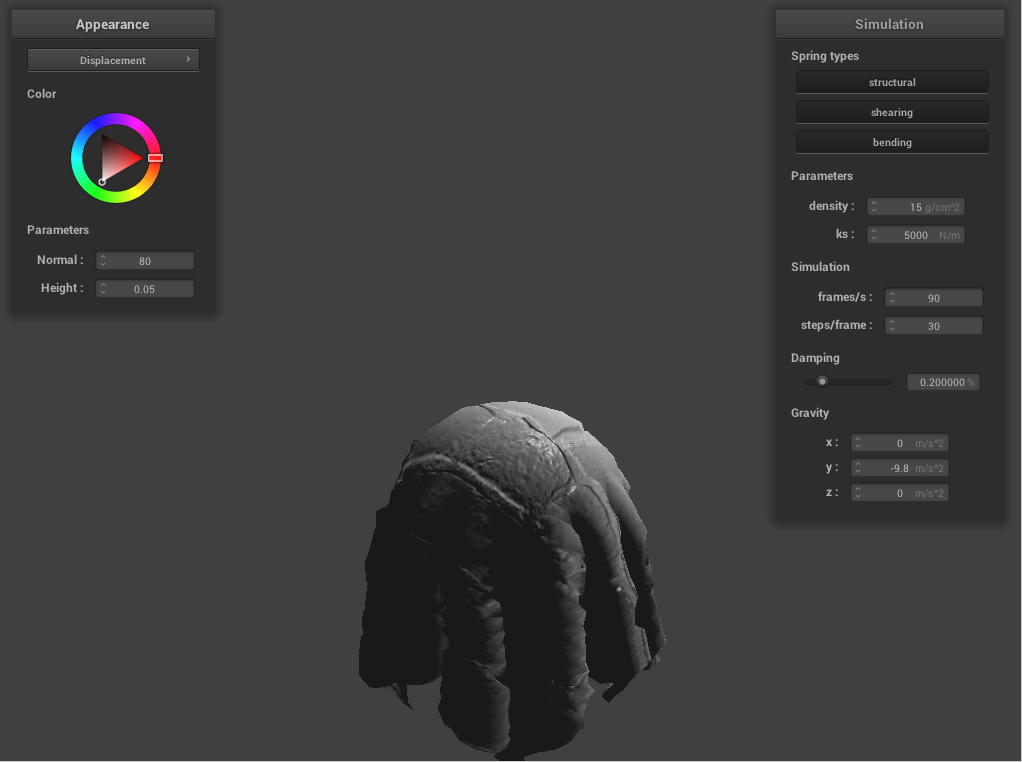 Appearance
Displacement
Color
Parameters
Normal : 80
Height : 0.05
Simulation
Spring types
structural
shearing
bending
Parameters
density : 15 g/cm^2
ks : 5000 N/m
Simulation
frames/s : 90
steps/frame : 30
Damping
0.200000 %
Gravity
x : 0 m/s^2
y : -9.8 m/s^2
z : 0 m/s^2